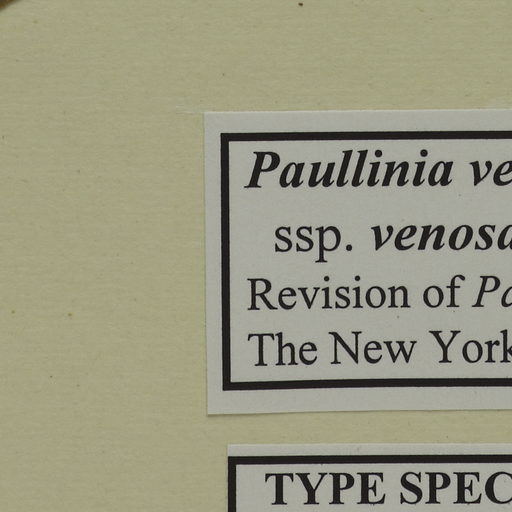 Paullinia ve
ssp. venosa
Revision of Pa
The New York
TYPE SPEC